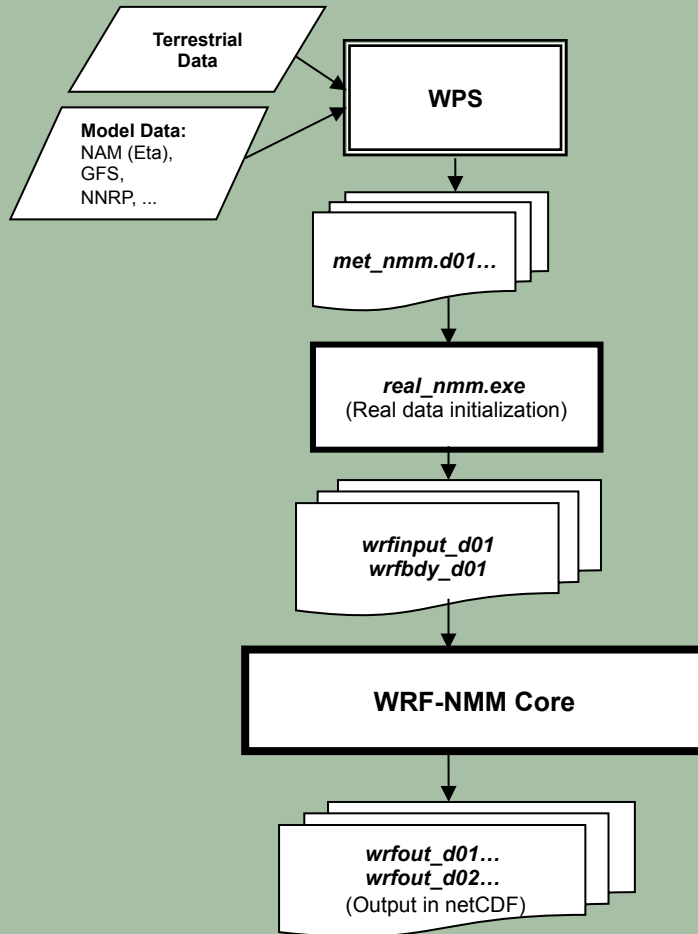 Terrestrial
Data
WPS
Model Data:
NAM (Eta),
GFS,
NNRP, ...
met_nmm.d01…
real_nmm.exe
(Real data initialization)
wrfinput_d01
wrfbdy_d01
WRF-NMM Core
wrfout_d01…
wrfout_d02…
(Output in netCDF)